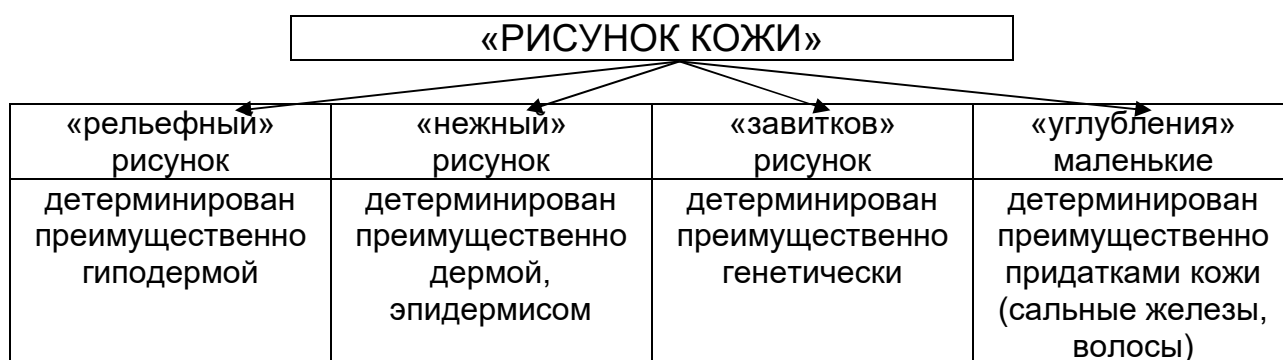 «РИСУНОК КОЖИ»
«рельефный»
рисунок
«нежный»
рисунок
«завитков»
рисунок
«углубления»
маленькие
детерминирован
преимущественно
гиподермой
детерминирован
преимущественно
дермой,
эпидермисом
детерминирован
преимущественно
генетически
детерминирован
преимущественно
придатками кожи
(сальные железы,
волосы)